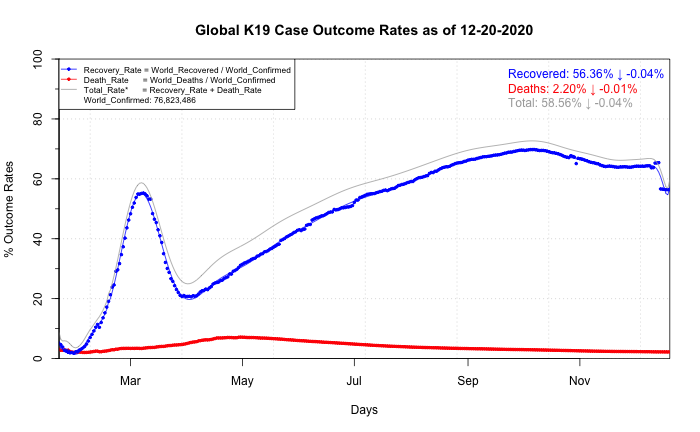 Global K19 Case Outcome Rates as of 12-20-2020
Recovery_Rate = World_Recovered / World_Confirmed
Death_Rate = World_Deaths / World_Confirmed
Total_Rate* = Recovery_Rate + Death_Rate
World_Confirmed: 76,823,486
Recovered: 56.36% ↓ -0.04%
Deaths: 2.20% ↓ -0.01%
Total: 58.56% ↓ -0.04%
% Outcome Rates
100
80
60
40
20
0
Mar May Jul Sep Nov
Days